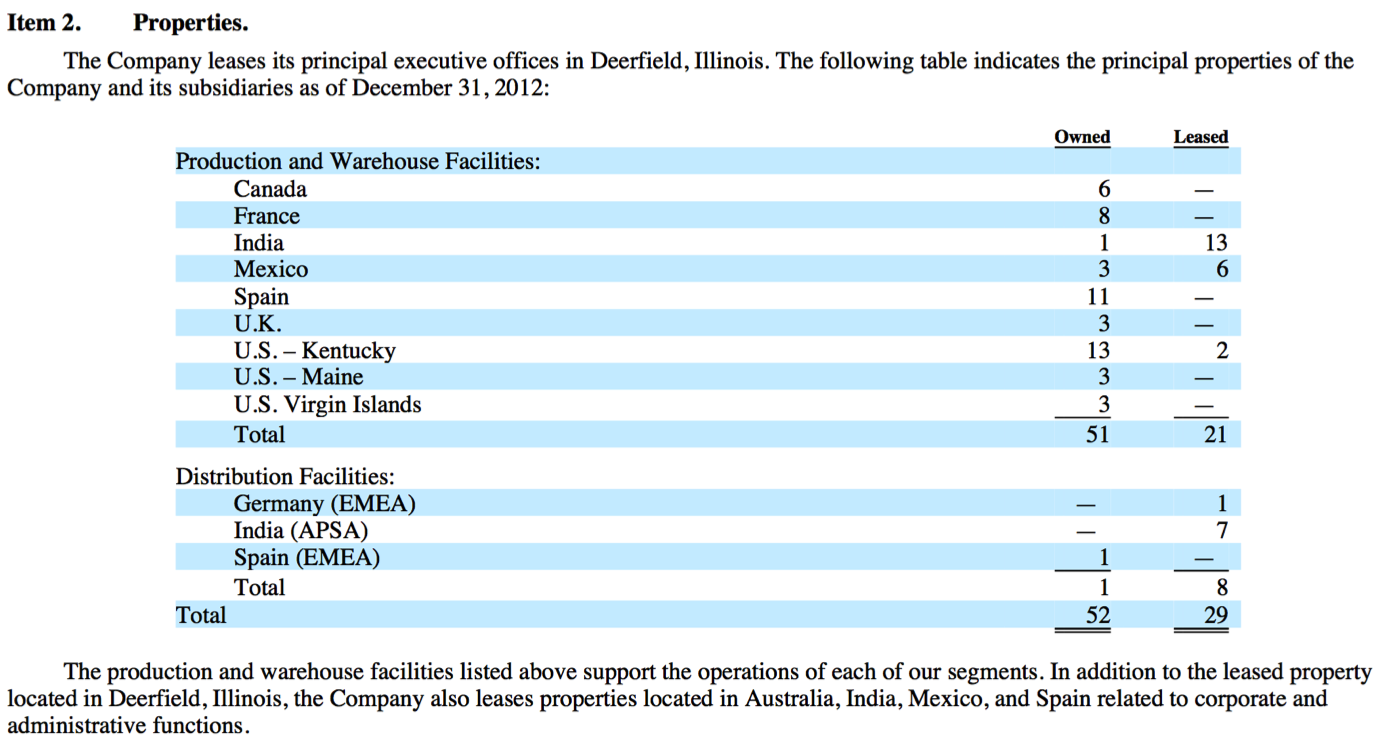 Item 2. Properties.
The Company leases its principal executive offices in Deerfield, Illinois. The following table indicates the principal properties of the
Company and its subsidiaries as of December 31, 2012:
Owned Leased
Production and Warehouse Facilities:
Canada 6 —
France 8 —
India 1 13
Mexico 3 6
Spain 11 —
U.K. 3 —
U.S. – Kentucky 13 2
U.S. – Maine 3 —
U.S. Virgin Islands 3 —
Total 51 21
Distribution Facilities:
Germany (EMEA) — 1
India (APSA) — 7
Spain (EMEA) 1 —
Total 1 8
Total 52 29
The production and warehouse facilities listed above support the operations of each of our segments. In addition to the leased property
located in Deerfield, Illinois, the Company also leases properties located in Australia, India, Mexico, and Spain related to corporate and
administrative functions.